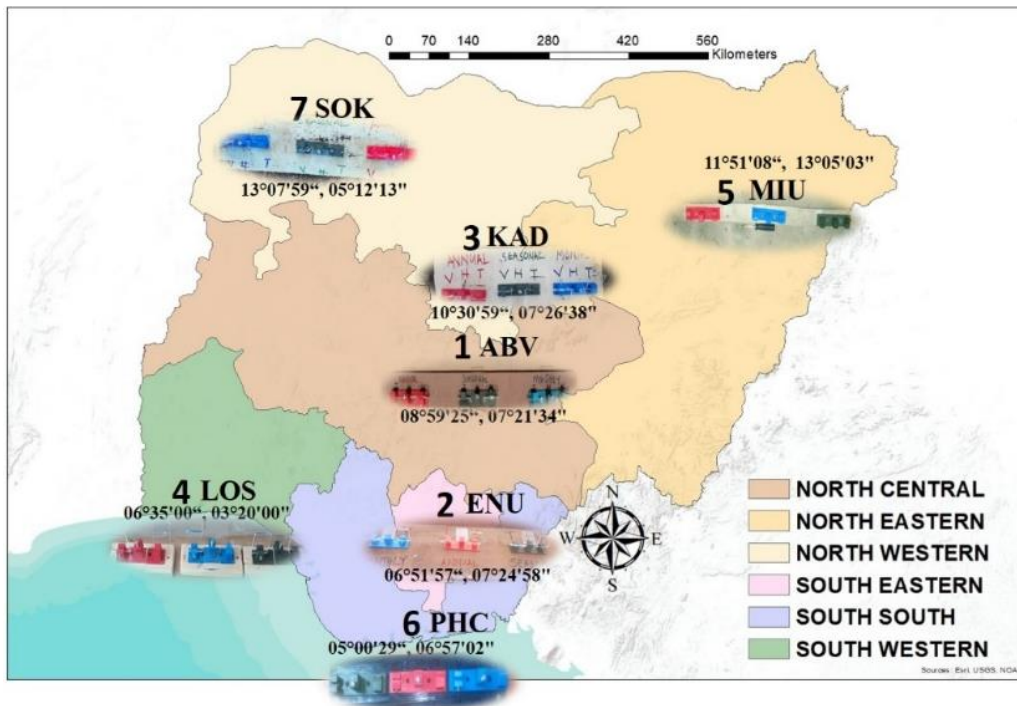 0 70 140 280 420 560
Kilometers
7 SOK
13°07'59“, 05°12'13"
11°51'08“, 13°05'03"
5 MIU
3 KAD
ANNUAL SEASONAL
V H T V H T V H T
10°30'59“, 07°26'38"
1 ABV
08°59'25“, 07°21'34"
4 LOS
06°35'00“ 03°20'00"
2 ENU
06°51'57“, 07°24'58"
6 PHC
05°00'29“, 06°57'02"
N
W E
S
NORTH CENTRAL
NORTH EASTERN
NORTH WESTERN
SOUTH EASTERN
SOUTH SOUTH
SOUTH WESTERN
Sources: Esri, USGS, NOA